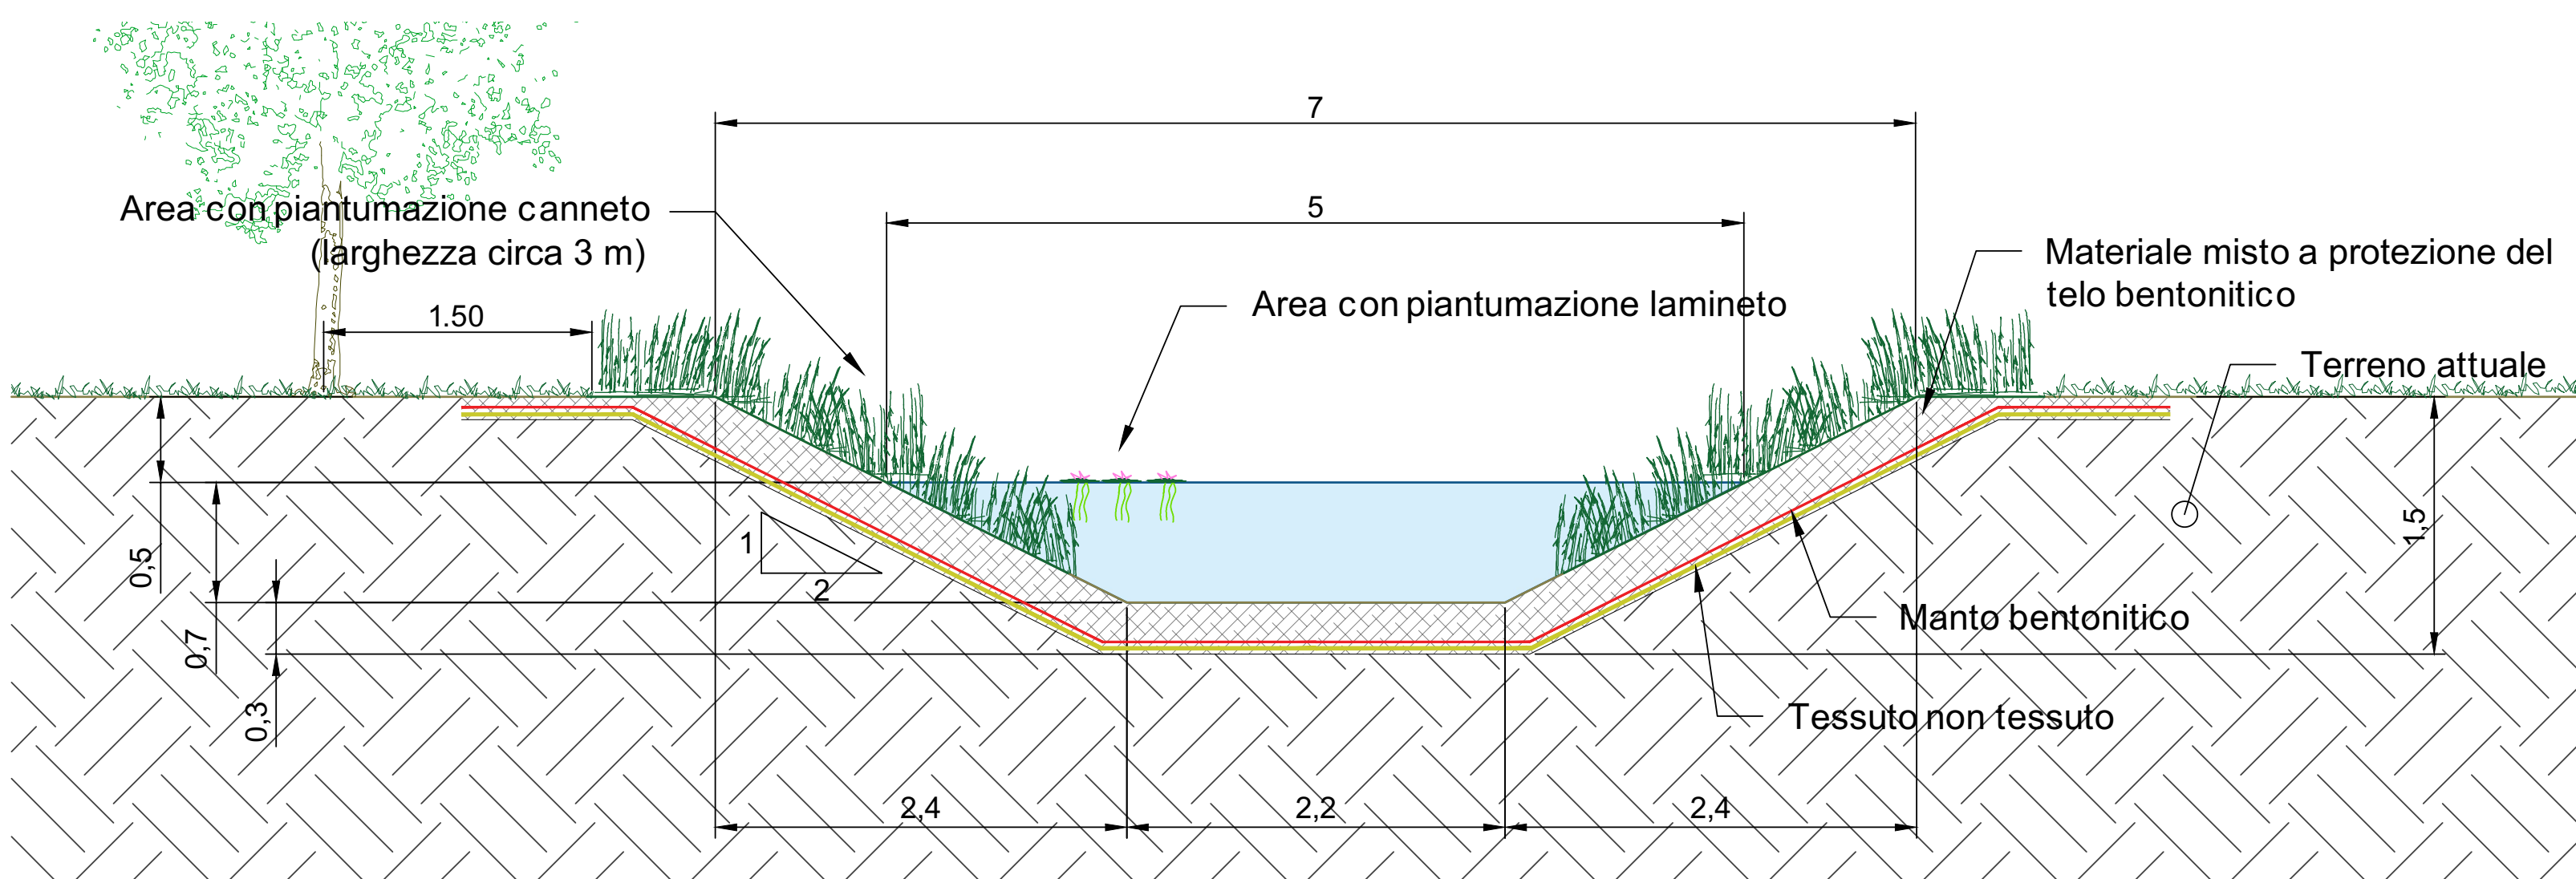 7
Area con piantumazione canneto
(larghezza circa 3 m)
5
Materiale misto a protezione del
telo bentonitico
Area con piantumazione lamineto
1.50
Terreno attuale
0,5
1
2
1,5
0,7
Manto bentonitico
0,3
Tessuto non tessuto
2,4
2,2
2,4